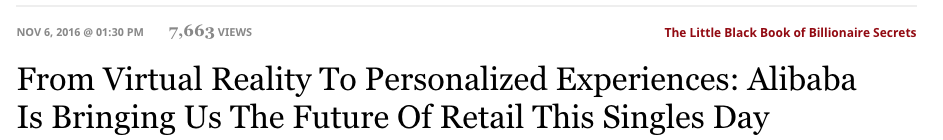 NOV 6, 2016 @ 01:30 PM 7,663 VIEWS The Little Black Book of Billionaire Secrets
From Virtual Reality To Personalized Experiences: Alibaba
Is Bringing Us The Future Of Retail This Singles Day